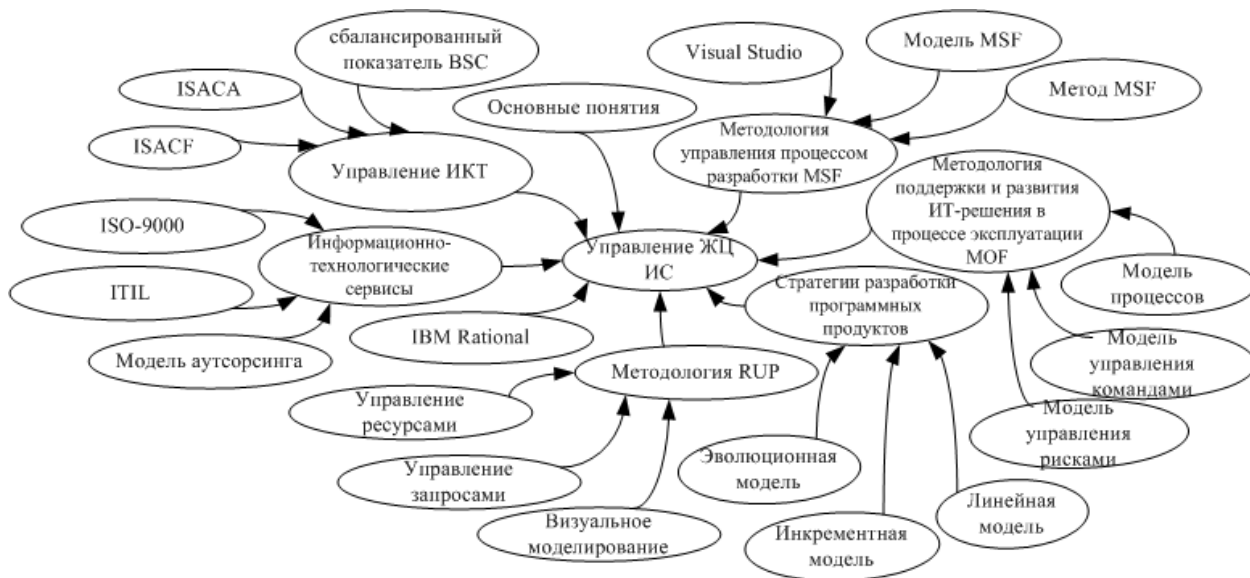 сбалансированный
показатель BSC
Visual Studio
Модель MSF
ISACA
Основные понятия
Метод MSF
ISACF
Управление ИКТ
Методология
управления процессом
разработки MSF
Методология
поддержки и развития
ИТ-решения в
процессе эксплуатации
MOF
ISO-9000
Информационно-
технологические
сервисы
Управление ЖЦ
ИС
ITIL
Стратегии разработки
программных
продуктов
Модель
процессов
Модель аутсорсинга
IBM Rational
Методология RUP
Модель
управления
командами
Управление
ресурсами
Модель
управления
рисками
Управление
запросами
Эволюционная
модель
Линейная
модель
Визуальное
моделирование
Инкрементная
модель